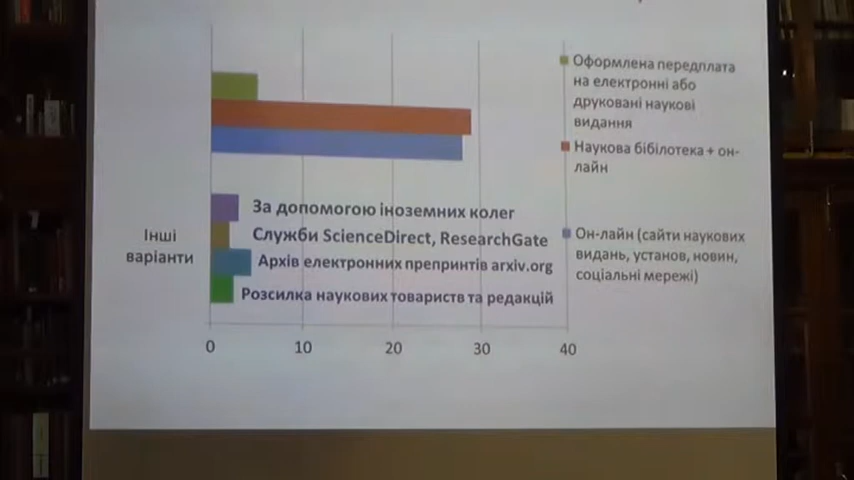 Оформлена передплата
на електронні або
друковані наукові
видання
Наукова бібілотека + он-
лайн
Он-лайн (сайти наукових
видань, установ, новин,
соціальні мережі)
Інші
варіанти
За допомогою іноземних колег
Служби ScienceDirect, ResearchGate
Архів електронних препринтів arxiv.org
Розсилка наукових товариств та редакцій
0 10 20 30 40